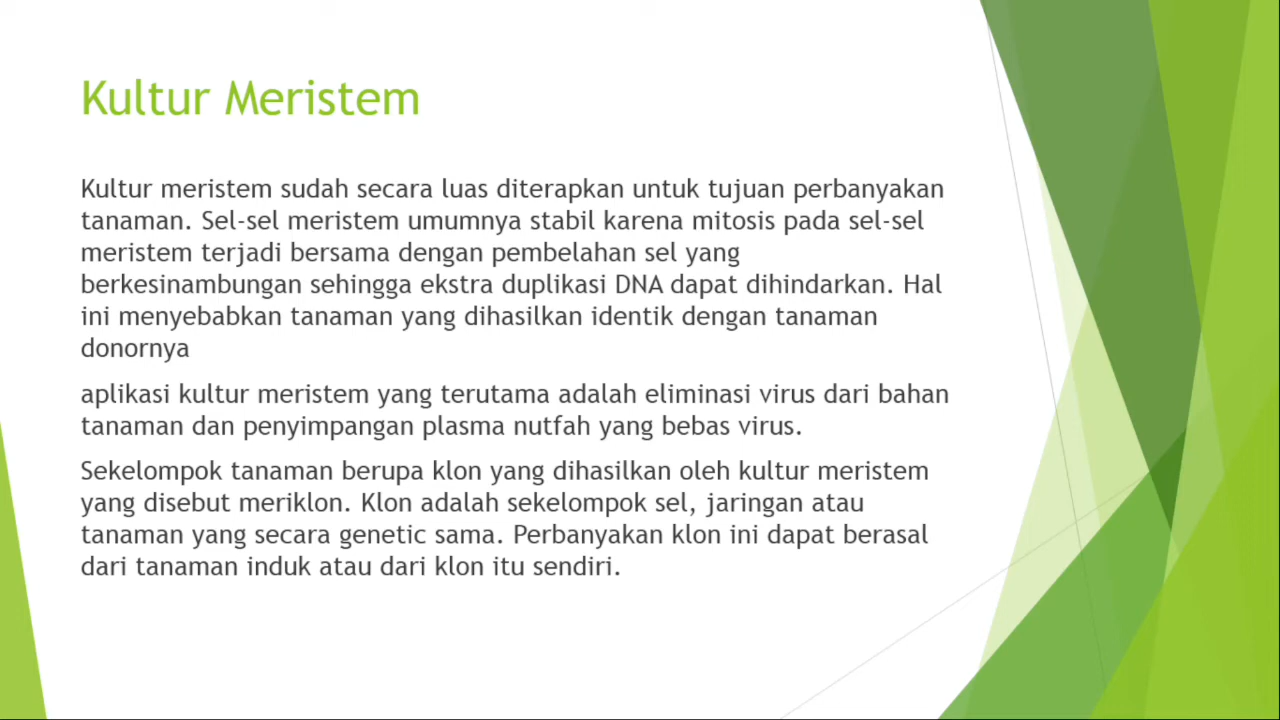 Kultur Meristem
Kultur meristem sudah secara luas diterapkan untuk tujuan perbanyakan
tanaman. Sel-sel meristem umumnya stabil karena mitosis pada sel-sel
meristem terjadi bersama dengan pembelahan sel yang
berkesinambungan sehingga ekstra duplikasi DNA dapat dihindarkan. Hal
ini menyebabkan tanaman yang dihasilkan identik dengan tanaman
donornya
aplikasi kultur meristem yang terutama adalah eliminasi virus dari bahan
tanaman dan penyimpangan plasma nutfah yang bebas virus.
Sekelompok tanaman berupa klon yang dihasilkan oleh kultur meristem
yang disebut meriklon. Klon adalah sekelompok sel, jaringan atau
tanaman yang secara genetic sama. Perbanyakan klon ini dapat berasal
dari tanaman induk atau dari klon itu sendiri.